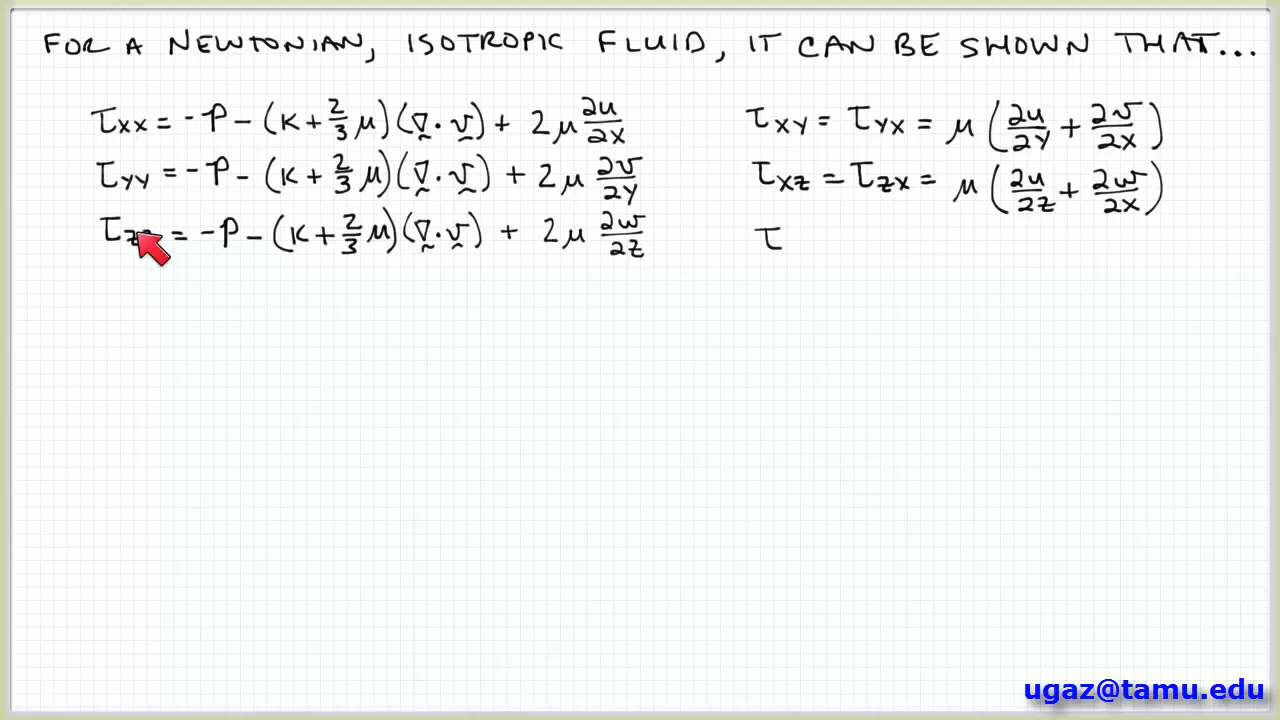 FOR A NEWTONIAN, ISOTROPIC FLUID, IT CAN BE SHOWN THAT...
τxx = -P - (κ + 2/3 μ)(∇ · v) + 2μ ∂u/∂x
τxy = τyx = μ(∂u/∂y + ∂v/∂x)
τyy = -P - (κ + 2/3 μ)(∇ · v) + 2μ ∂v/∂y
τxz = τzx = μ(∂u/∂z + ∂w/∂x)
τz = -P - (κ + 2/3 μ)(∇ · v) + 2μ ∂w/∂z
τ
ugaz@tamu.edu